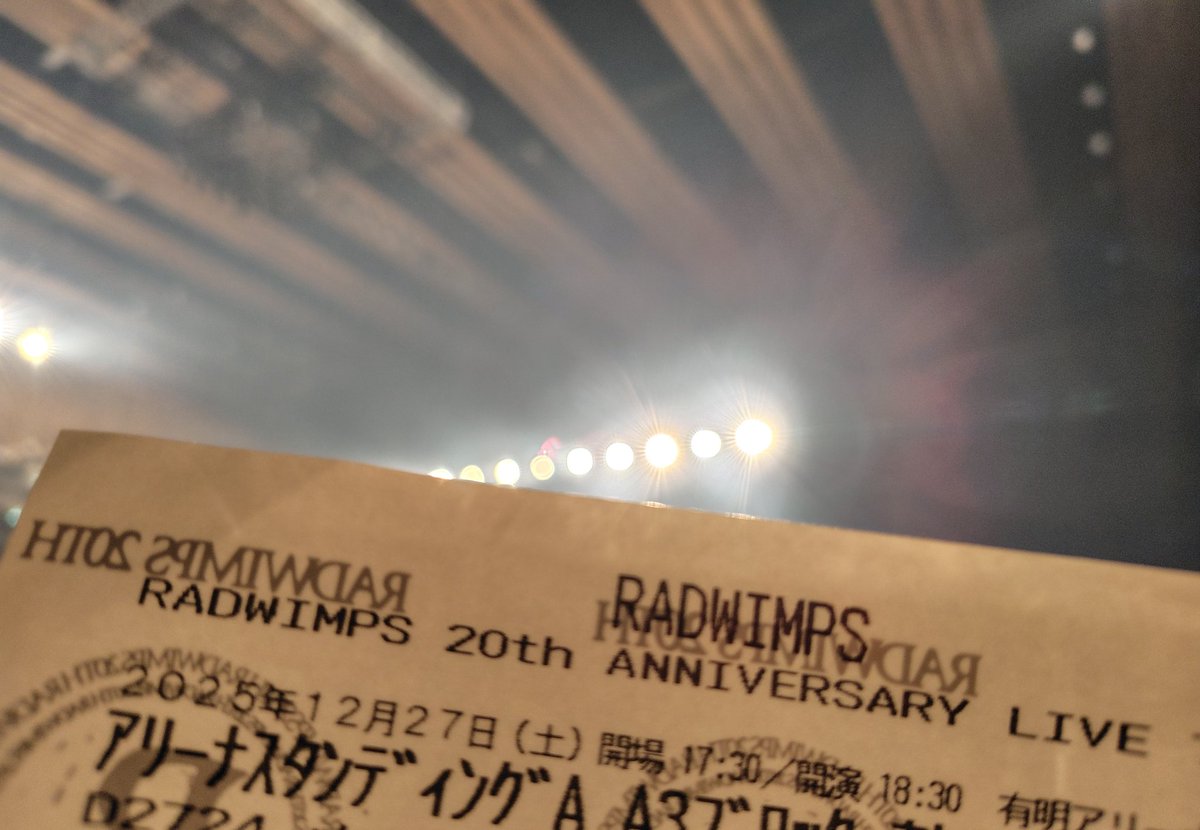 RADWIMPS 20TH
RADWIMPS
RADWIMPS 20th ANNIVERSARY LIVE
2025年12月27日(土) 開場 17:30/開演 18:30 有明アリ
アリーナスタンディングA A3ブロック